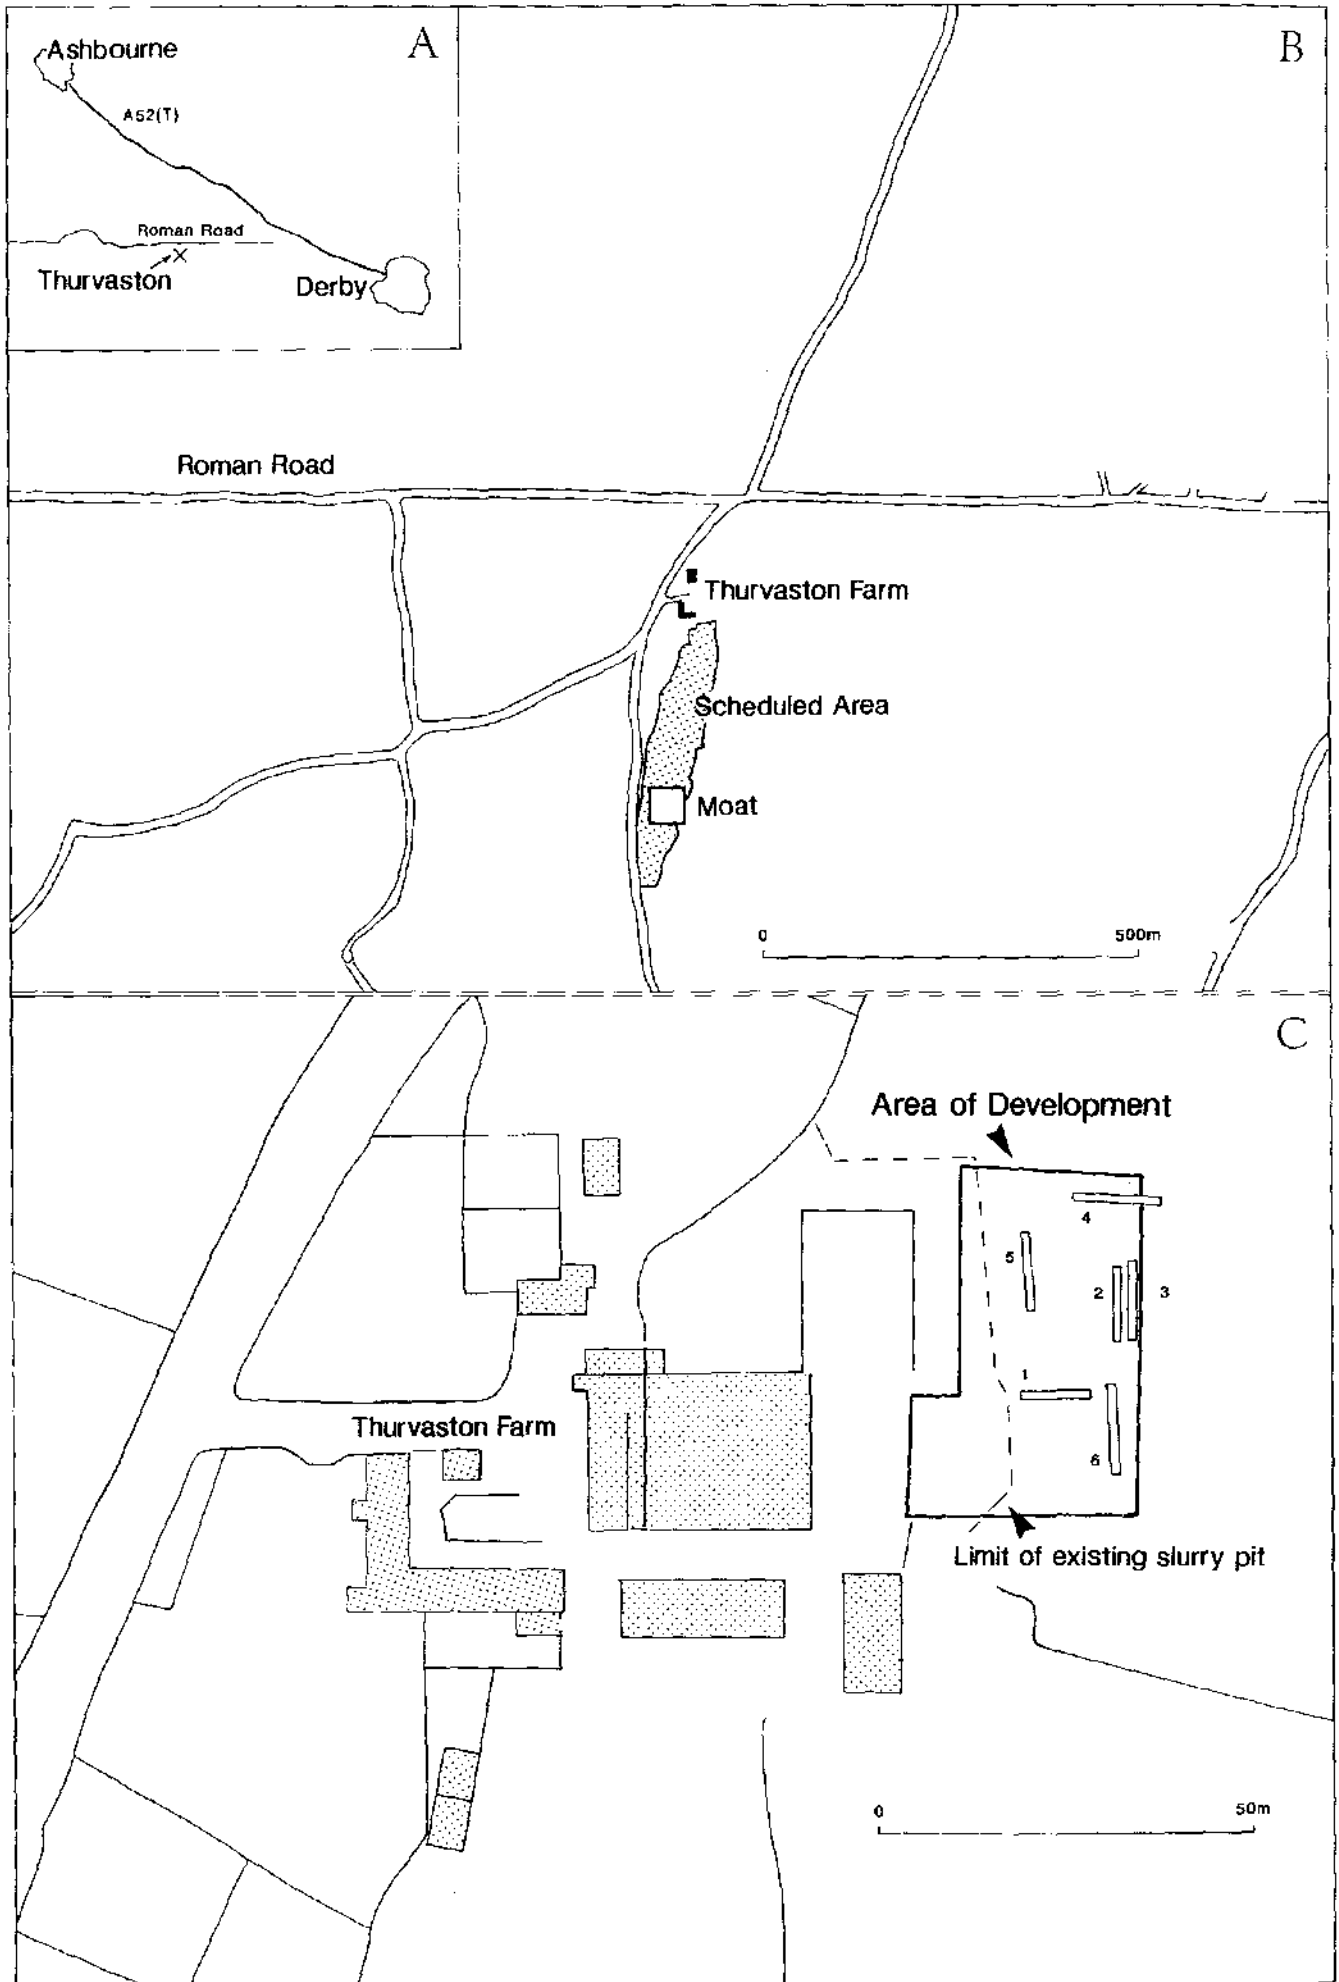 A
Ashbourne
A52(T)
Roman Road
Thurvaston
Derby
B
Roman Road
Thurvaston Farm
Scheduled Area
Moat
0 500m
C
Area of Development
4
5
2 3
1
Thurvaston Farm
6
Limit of existing slurry pit
0 50m